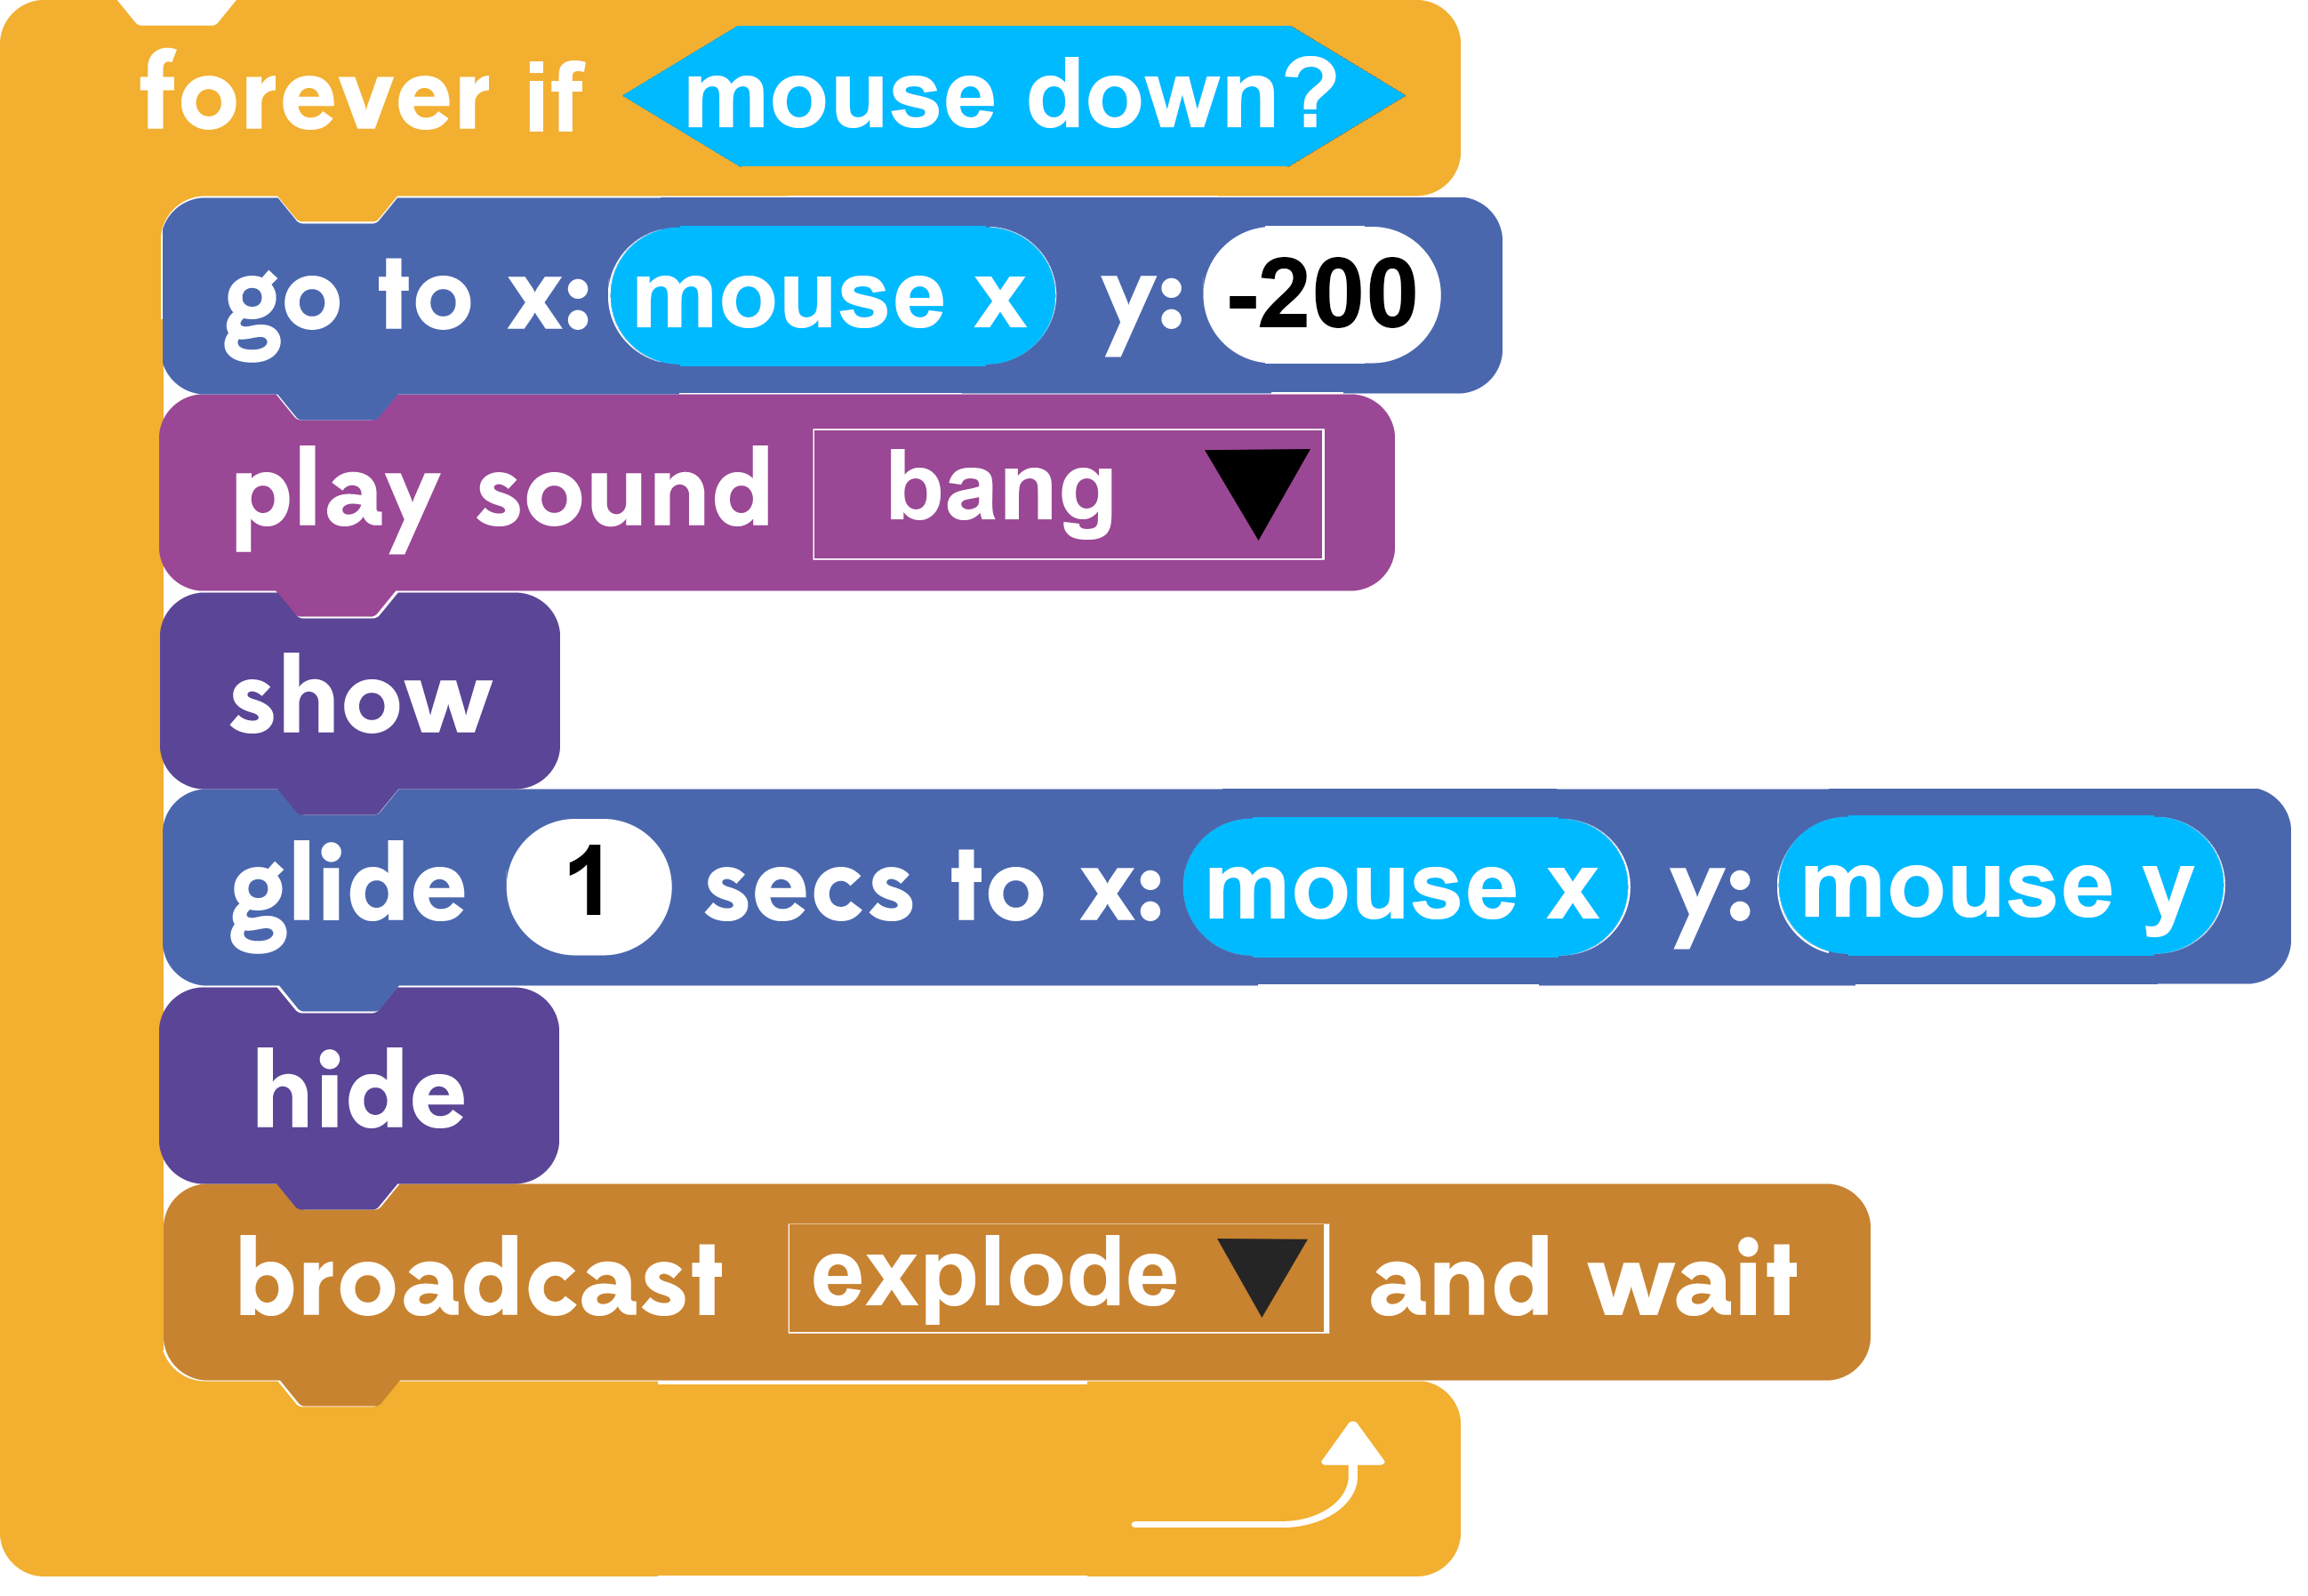 forever if mouse down?
go to x: mouse x y: -200
play sound bang
show
glide 1 secs to x: mouse x y: mouse y
hide
broadcast explode and wait